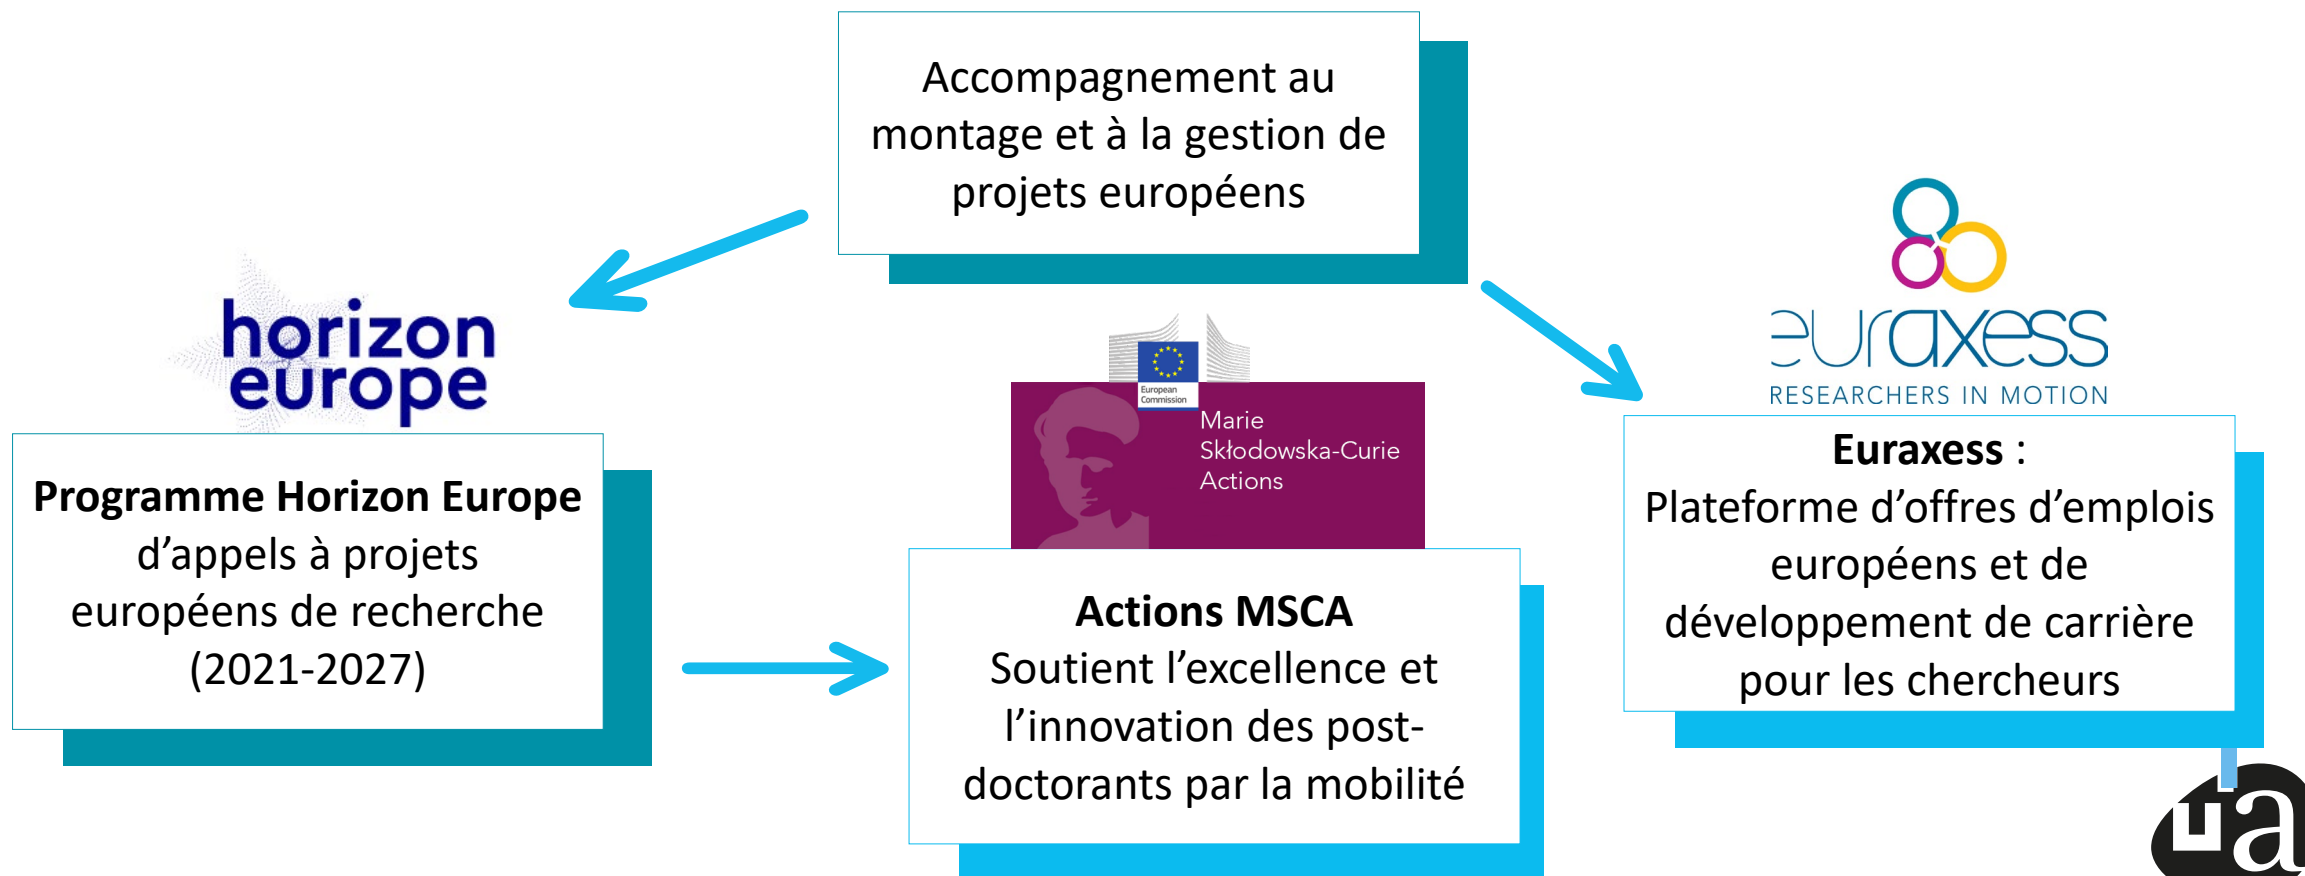 Accompagnement au
montage et à la gestion de
projets européens
horizon
europe
Programme Horizon Europe
d’appels à projets
européens de recherche
(2021-2027)
European
Commission
Marie
Skłodowska-Curie
Actions
Actions MSCA
Soutient l’excellence et
l’innovation des post-
doctorants par la mobilité
euraxess
RESEARCHERS IN MOTION
Euraxess :
Plateforme d’offres d’emplois
européens et de
développement de carrière
pour les chercheurs
ua